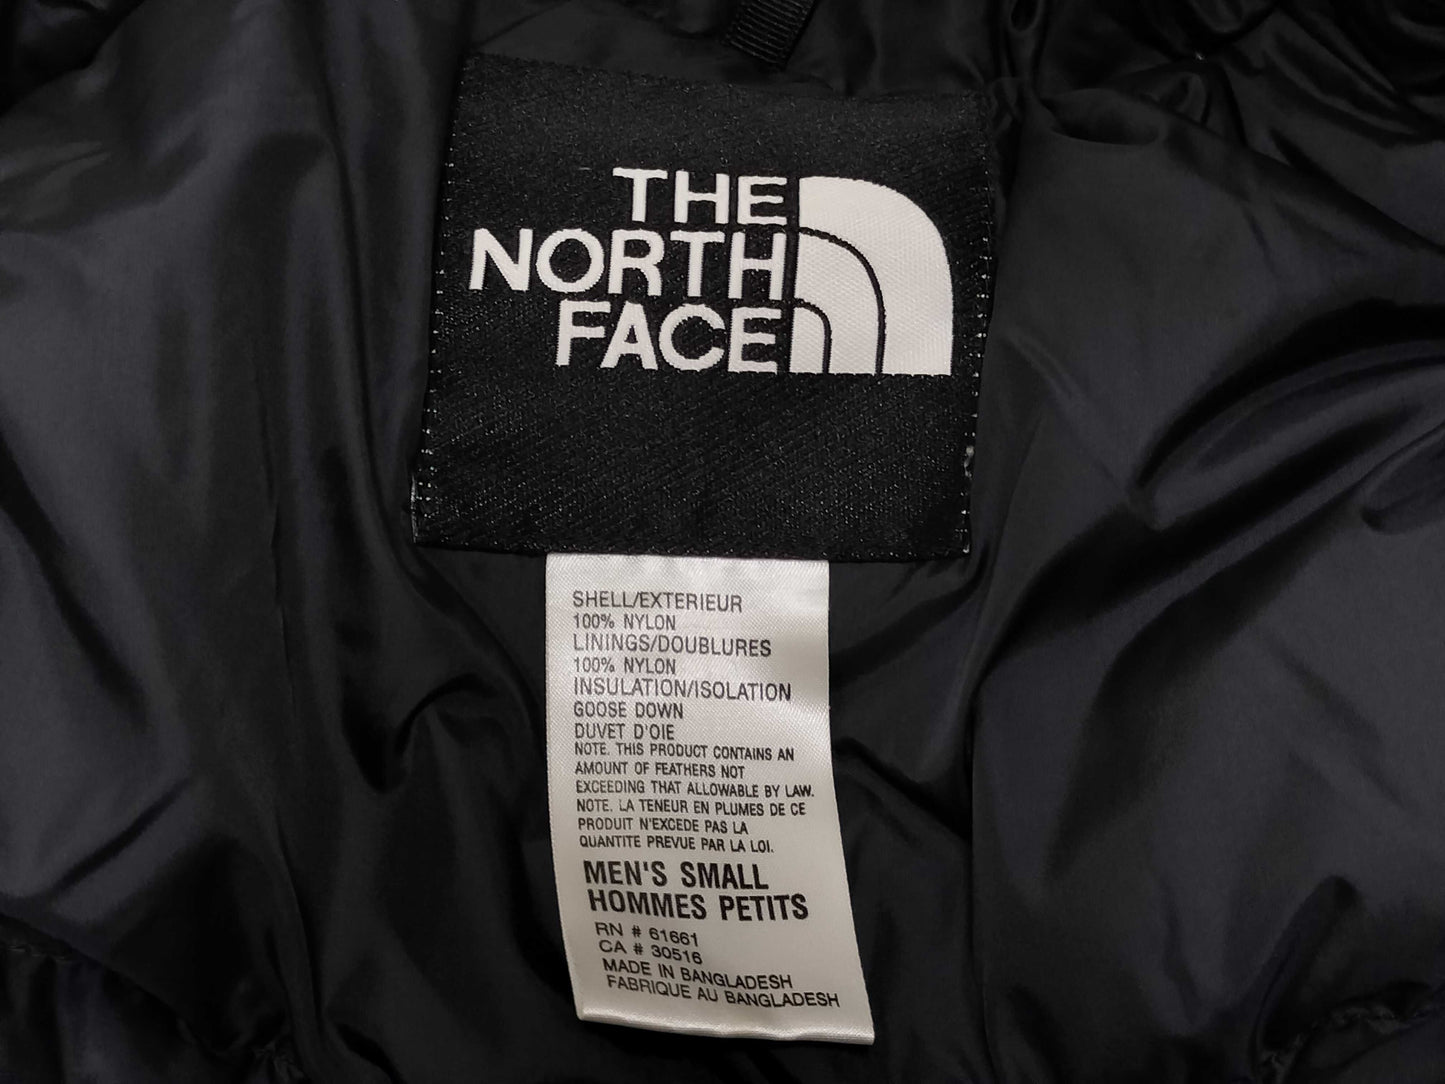 THE
NORTH
FACE
SHELL/EXTERIEUR
100% NYLON
LININGS/DOUBLURES
100% NYLON
INSULATION/ISOLATION
GOOSE DOWN
DUVET D'OIE
NOTE. THIS PRODUCT CONTAINS AN
AMOUNT OF FEATHERS NOT
EXCEEDING THAT ALLOWABLE BY LAW.
NOTE. LA TENEUR EN PLUMES DE CE
PRODUIT N'EXCEDE PAS LA
QUANTITE PREVUE PAR LA LOI.
MEN'S SMALL
HOMMES PETITS
RN # 61661
CA # 30516
MADE IN BANGLADESH
FABRIQUE AU BANGLADESH